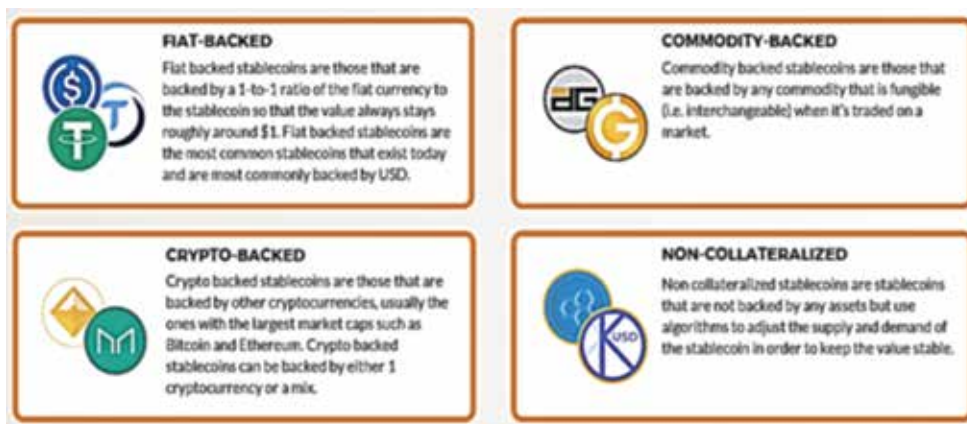 FIAT-BACKED
Fiat backed stablecoins are those that are
backed by a 1-to-1 ratio of the fiat currency to
the stablecoin so that the value always stays
roughly around $1. Fiat backed stablecoins are
the most common stablecoins that exist today
and are most commonly backed by USD.
COMMODITY-BACKED
Commodity backed stablecoins are those that
are backed by any commodity that is fungible
(i.e. interchangeable) when it's traded on a
market.
CRYPTO-BACKED
Crypto backed stablecoins are those that are
backed by other cryptocurrencies, usually the
ones with the largest market caps such as
Bitcoin and Ethereum. Crypto backed
stablecoins can be backed by either 1
cryptocurrency or a mix.
NON-COLLATERALIZED
Non collateralized stablecoins are stablecoins
that are not backed by any assets but use
algorithms to adjust the supply and demand of
the stablecoin in order to keep the value stable.
K USD